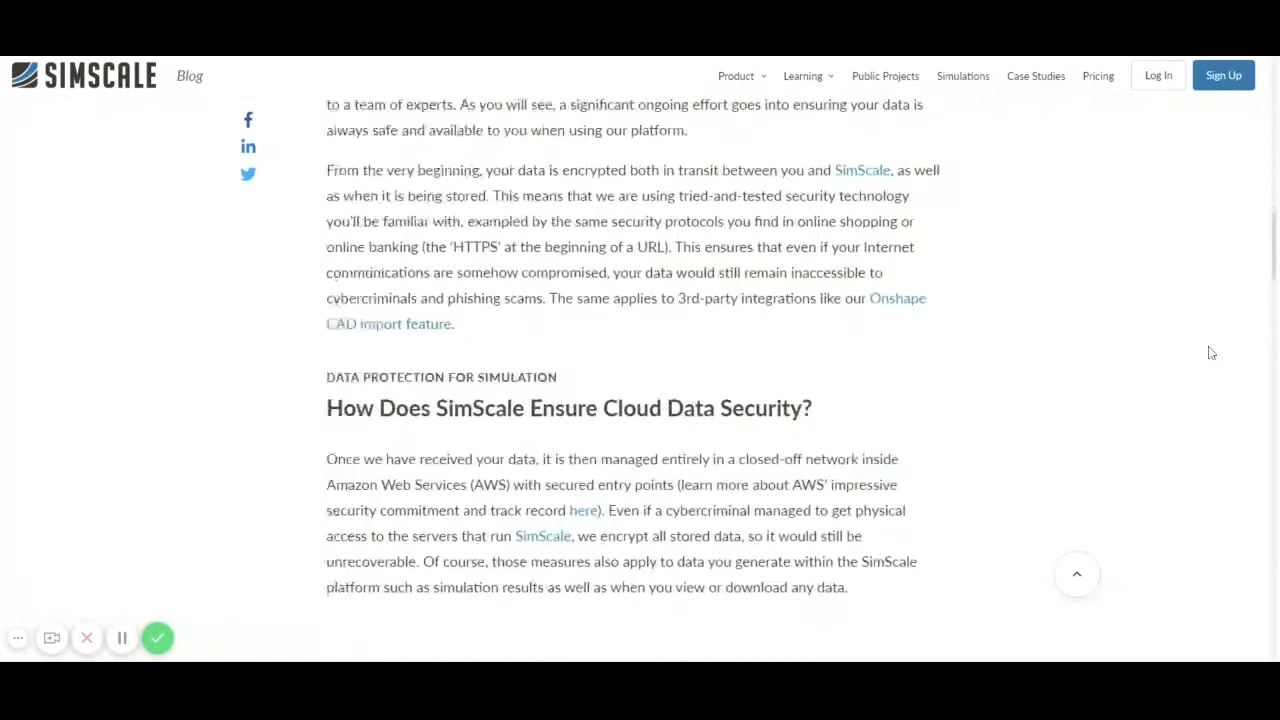 SIMSCALE Blog Product Learning Public Projects Simulations Case Studies Pricing Log In Sign Up
to a team of experts. As you will see, a significant ongoing effort goes into ensuring your data is
always safe and available to you when using our platform.
From the very beginning, your data is encrypted both in transit between you and SimScale, as well
as when it is being stored. This means that we are using tried-and-tested security technology
you'll be familiar with, exampled by the same security protocols you find in online shopping or
online banking (the 'HTTPS' at the beginning of a URL). This ensures that even if your Internet
communications are somehow compromised, your data would still remain inaccessible to
cybercriminals and phishing scams. The same applies to 3rd-party integrations like our Onshape
CAD import feature.
DATA PROTECTION FOR SIMULATION
How Does SimScale Ensure Cloud Data Security?
Once we have received your data, it is then managed entirely in a closed-off network inside
Amazon Web Services (AWS) with secured entry points (learn more about AWS' impressive
security commitment and track record here). Even if a cybercriminal managed to get physical
access to the servers that run SimScale, we encrypt all stored data, so it would still be
unrecoverable. Of course, those measures also apply to data you generate within the SimScale
platform such as simulation results as well as when you view or download any data.